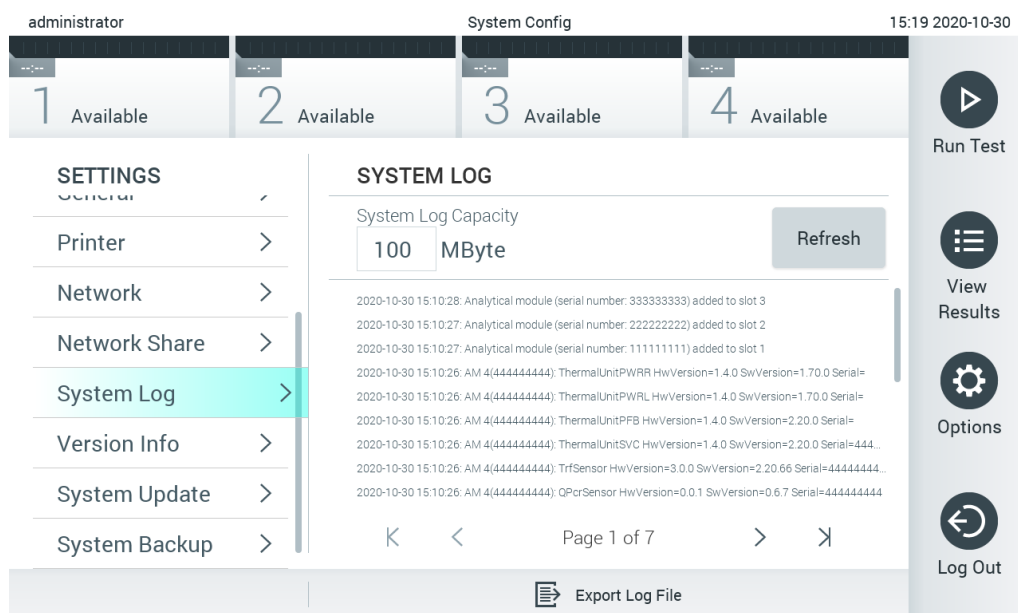 administrator
System Config
15:19 2020-10-30
--:--
1 Available
--:--
2 Available
--:--
3 Available
--:--
4 Available
Run Test
View
Results
Options
Log Out
SETTINGS
General
Printer
Network
Network Share
System Log
Version Info
System Update
System Backup
SYSTEM LOG
System Log Capacity
100 MByte
Refresh
2020-10-30 15:10:28: Analytical module (serial number: 333333333) added to slot 3
2020-10-30 15:10:27: Analytical module (serial number: 222222222) added to slot 2
2020-10-30 15:10:27: Analytical module (serial number: 111111111) added to slot 1
2020-10-30 15:10:26: AM 4(444444444): ThermalUnitPWRR HwVersion=1.4.0 SwVersion=1.70.0 Serial=
2020-10-30 15:10:26: AM 4(444444444): ThermalUnitPWRL HwVersion=1.4.0 SwVersion=1.70.0 Serial=
2020-10-30 15:10:26: AM 4(444444444): ThermalUnitPFB HwVersion=1.4.0 SwVersion=2.20.0 Serial=
2020-10-30 15:10:26: AM 4(444444444): ThermalUnitSVC HwVersion=1.4.0 SwVersion=2.20.0 Serial=444...
2020-10-30 15:10:26: AM 4(444444444): TrfSensor HwVersion=3.0.0 SwVersion=2.20.66 Serial=44444444...
2020-10-30 15:10:26: AM 4(444444444): QPcrSensor HwVersion=0.0.1 SwVersion=0.6.7 Serial=444444444
Page 1 of 7
Export Log File